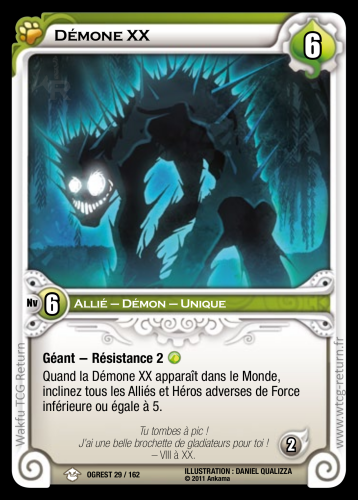 DÉMONE XX
6
Nv 6 ALLIÉ – DÉMON – UNIQUE
Géant – Résistance 2
Quand la Démone XX apparaît dans le Monde,
inclinez tous les Alliés et Héros adverses de Force
inférieure ou égale à 5.
Tu tombes à pic !
J'ai une belle brochette de gladiateurs pour toi !
– VIII à XX.
2
OGREST 29 / 162
ILLUSTRATION : DANIEL QUALIZZA
© 2011 Ankama
Wakfu TCG Return
www.wtcg-return.fr